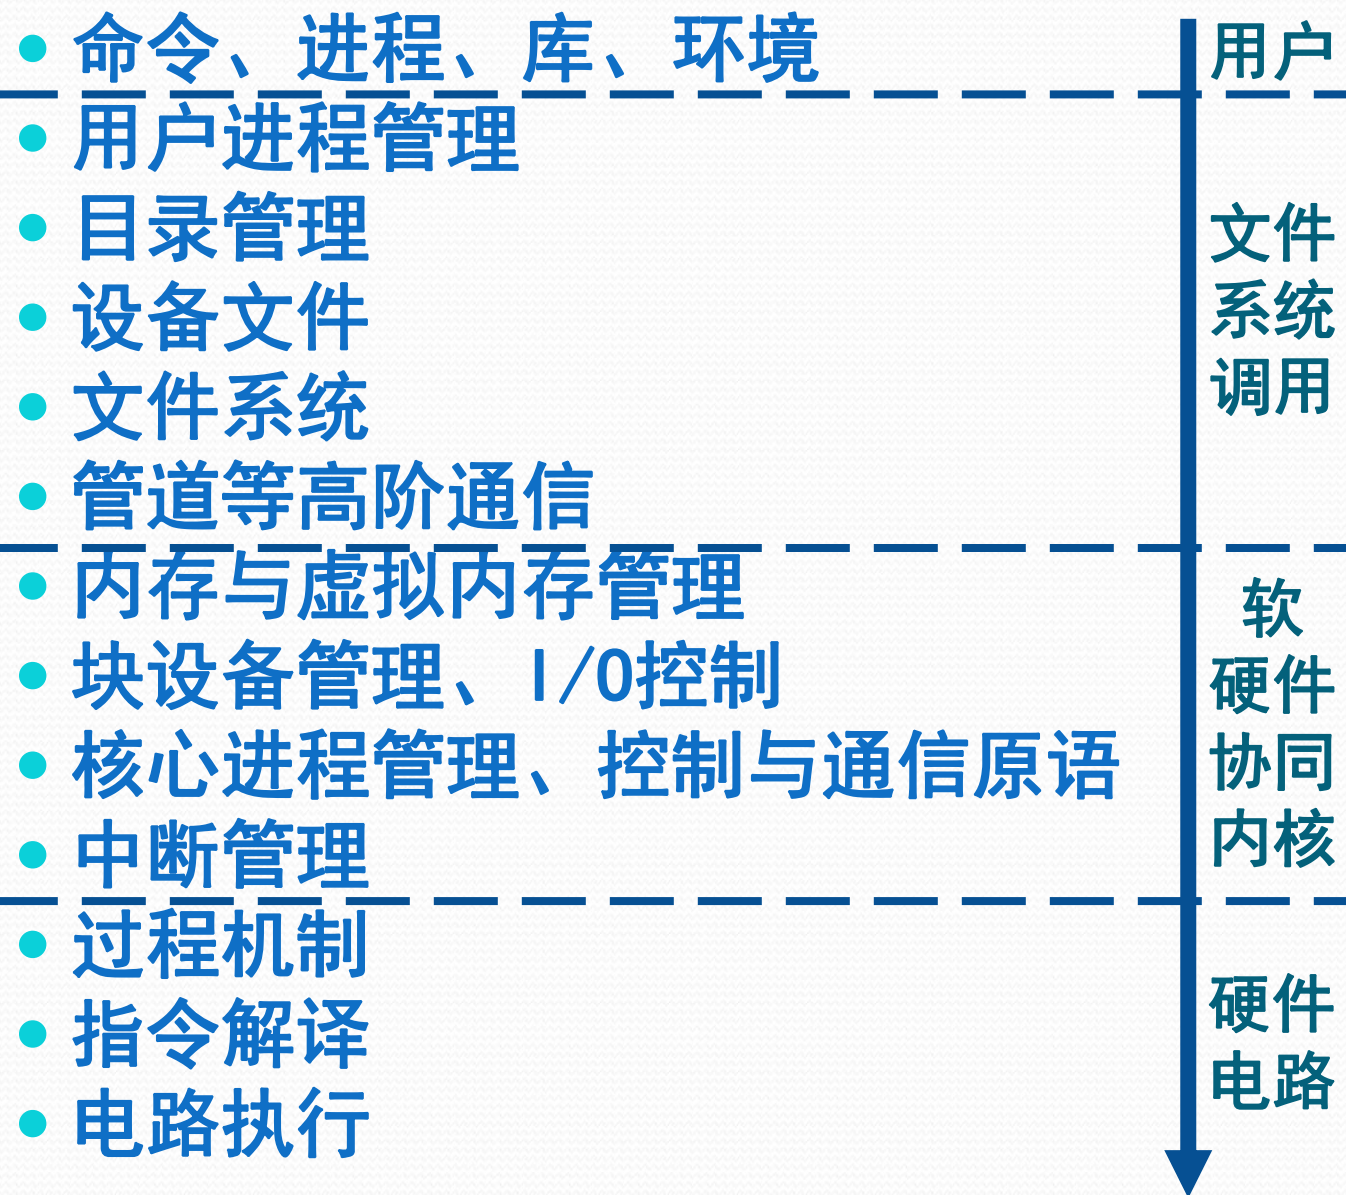 • 命令、进程、库、环境
用户
• 用户进程管理
• 目录管理
• 设备文件
• 文件系统
• 管道等高阶通信
文件
系统
调用
• 内存与虚拟内存管理
• 块设备管理、I/O控制
• 核心进程管理、控制与通信原语
• 中断管理
软
硬件
协同
内核
• 过程机制
• 指令解译
• 电路执行
硬件
电路